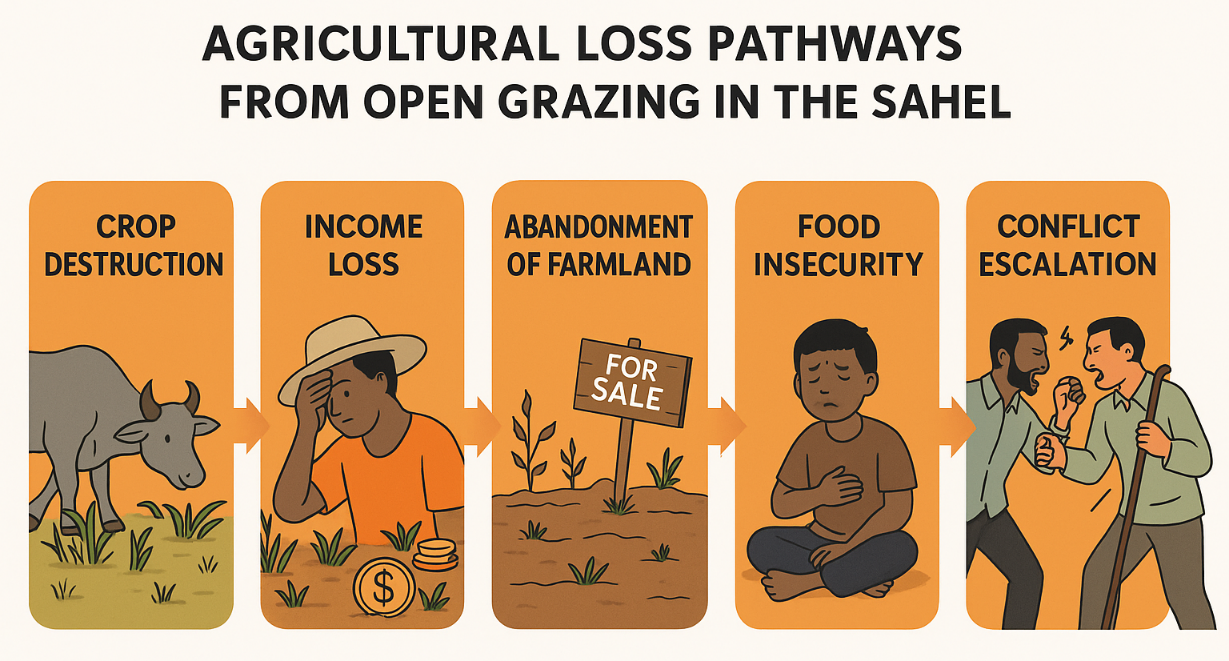 AGRICULTURAL LOSS PATHWAYS
FROM OPEN GRAZING IN THE SAHEL
CROP
DESTRUCTION
INCOME
LOSS
$
ABANDONMENT
OF FARMLAND
FOR
SALE
FOOD
INSECURITY
CONFLICT
ESCALATION